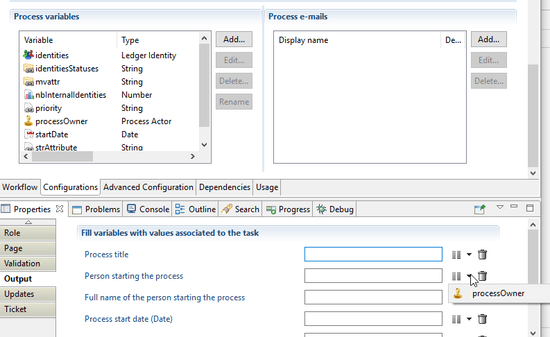 Process variables
Variable Type
identities Ledger Identity
identitiesStatuses String
mvattr String
nbInternalIdentities Number
priority String
processOwner Process Actor
startDate Date
strAttribute String
Add...
Edit...
Delete...
Rename
Process e-mails
Display name De...
Add...
Edit...
Delete...
Workflow Configurations Advanced Configuration Dependencies Usage
Properties Problems Console Outline Search Progress Debug
Role
Page
Validation
Output
Updates
Ticket
Fill variables with values associated to the task
Process title
Person starting the process
processOwner
Full name of the person starting the process
Process start date (Date)